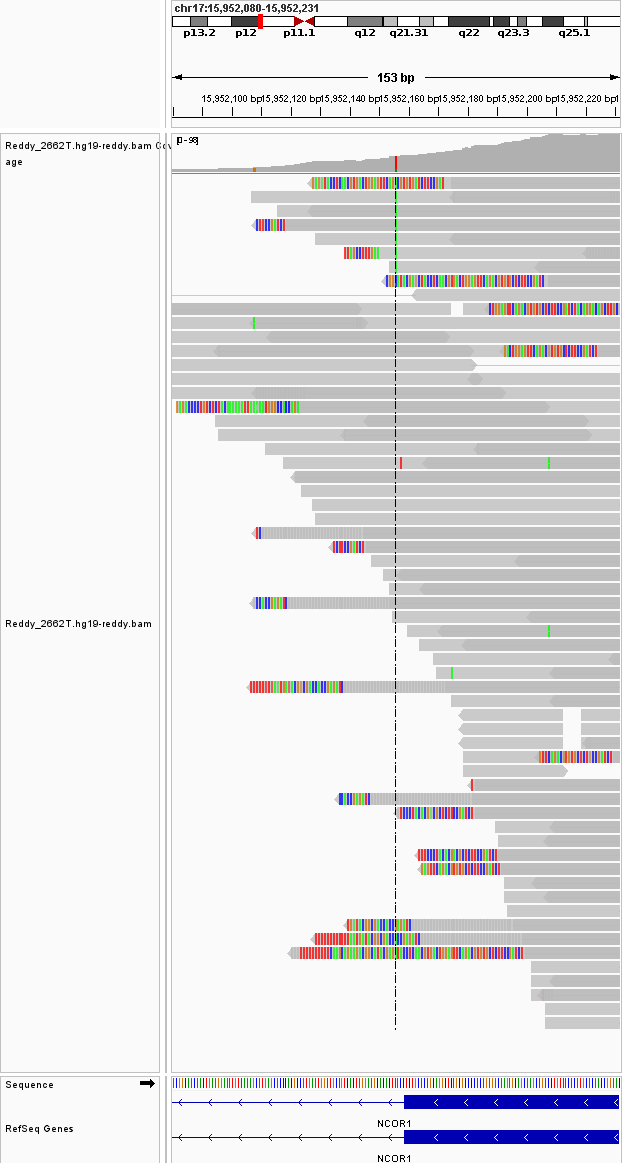 chr17:15,952,080-15,952,231
p13.2 p12 p11.1 q12 q21.31 q22 q23.3 q25.1
153 bp
15,952,100 bp 15,952,120 bp 15,952,140 bp 15,952,160 bp 15,952,180 bp 15,952,200 bp 15,952,220 bp
Reddy_2662T.hg19-reddy.bam Cov
age
[0 - 98]
Reddy_2662T.hg19-reddy.bam
Sequence
NCOR1
RefSeq Genes
NCOR1